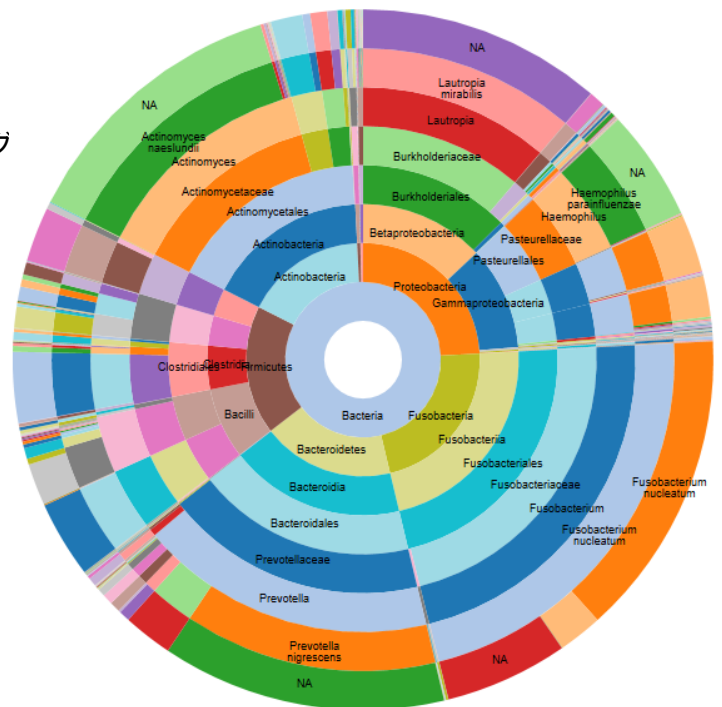 NA
Lautropia
mirabilis
Lautropia
Burkholderiaceae
Burkholderiales
Betaproteobacteria
Proteobacteria
NA
Haemophilus
parainfluenzae
Haemophilus
Pasteurellaceae
Pasteurellales
Gammaproteobacteria
NA
Actinomyces
naeslundii
Actinomyces
Actinomycetaceae
Actinomycetales
Actinobacteria
Actinobacteria
Firmicutes
Clostridia
Clostridiales
Bacilli
Bacteria
Fusobacteria
Fusobacteriia
Fusobacteriales
Fusobacteriaceae
Fusobacterium
Fusobacterium
nucleatum
Fusobacterium
nucleatum
NA
Bacteroidetes
Bacteroidia
Bacteroidales
Prevotellaceae
Prevotella
Prevotella
nigrescens
NA